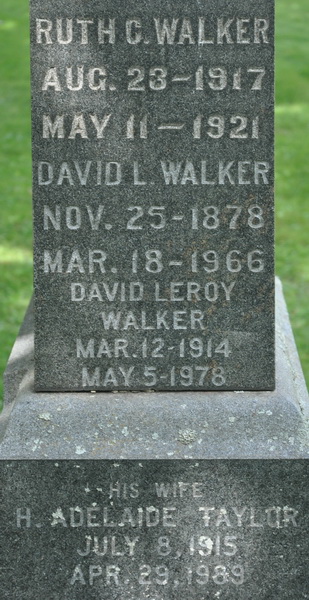 RUTH C. WALKER
AUG. 23-1917
MAY 11-1921
DAVID L. WALKER
NOV. 25-1878
MAR. 18-1966
DAVID LEROY
WALKER
MAR. 12-1914
MAY 5-1978
HIS WIFE
H. ADELAIDE TAYLOR
JULY 8, 1915
APR. 29, 1989